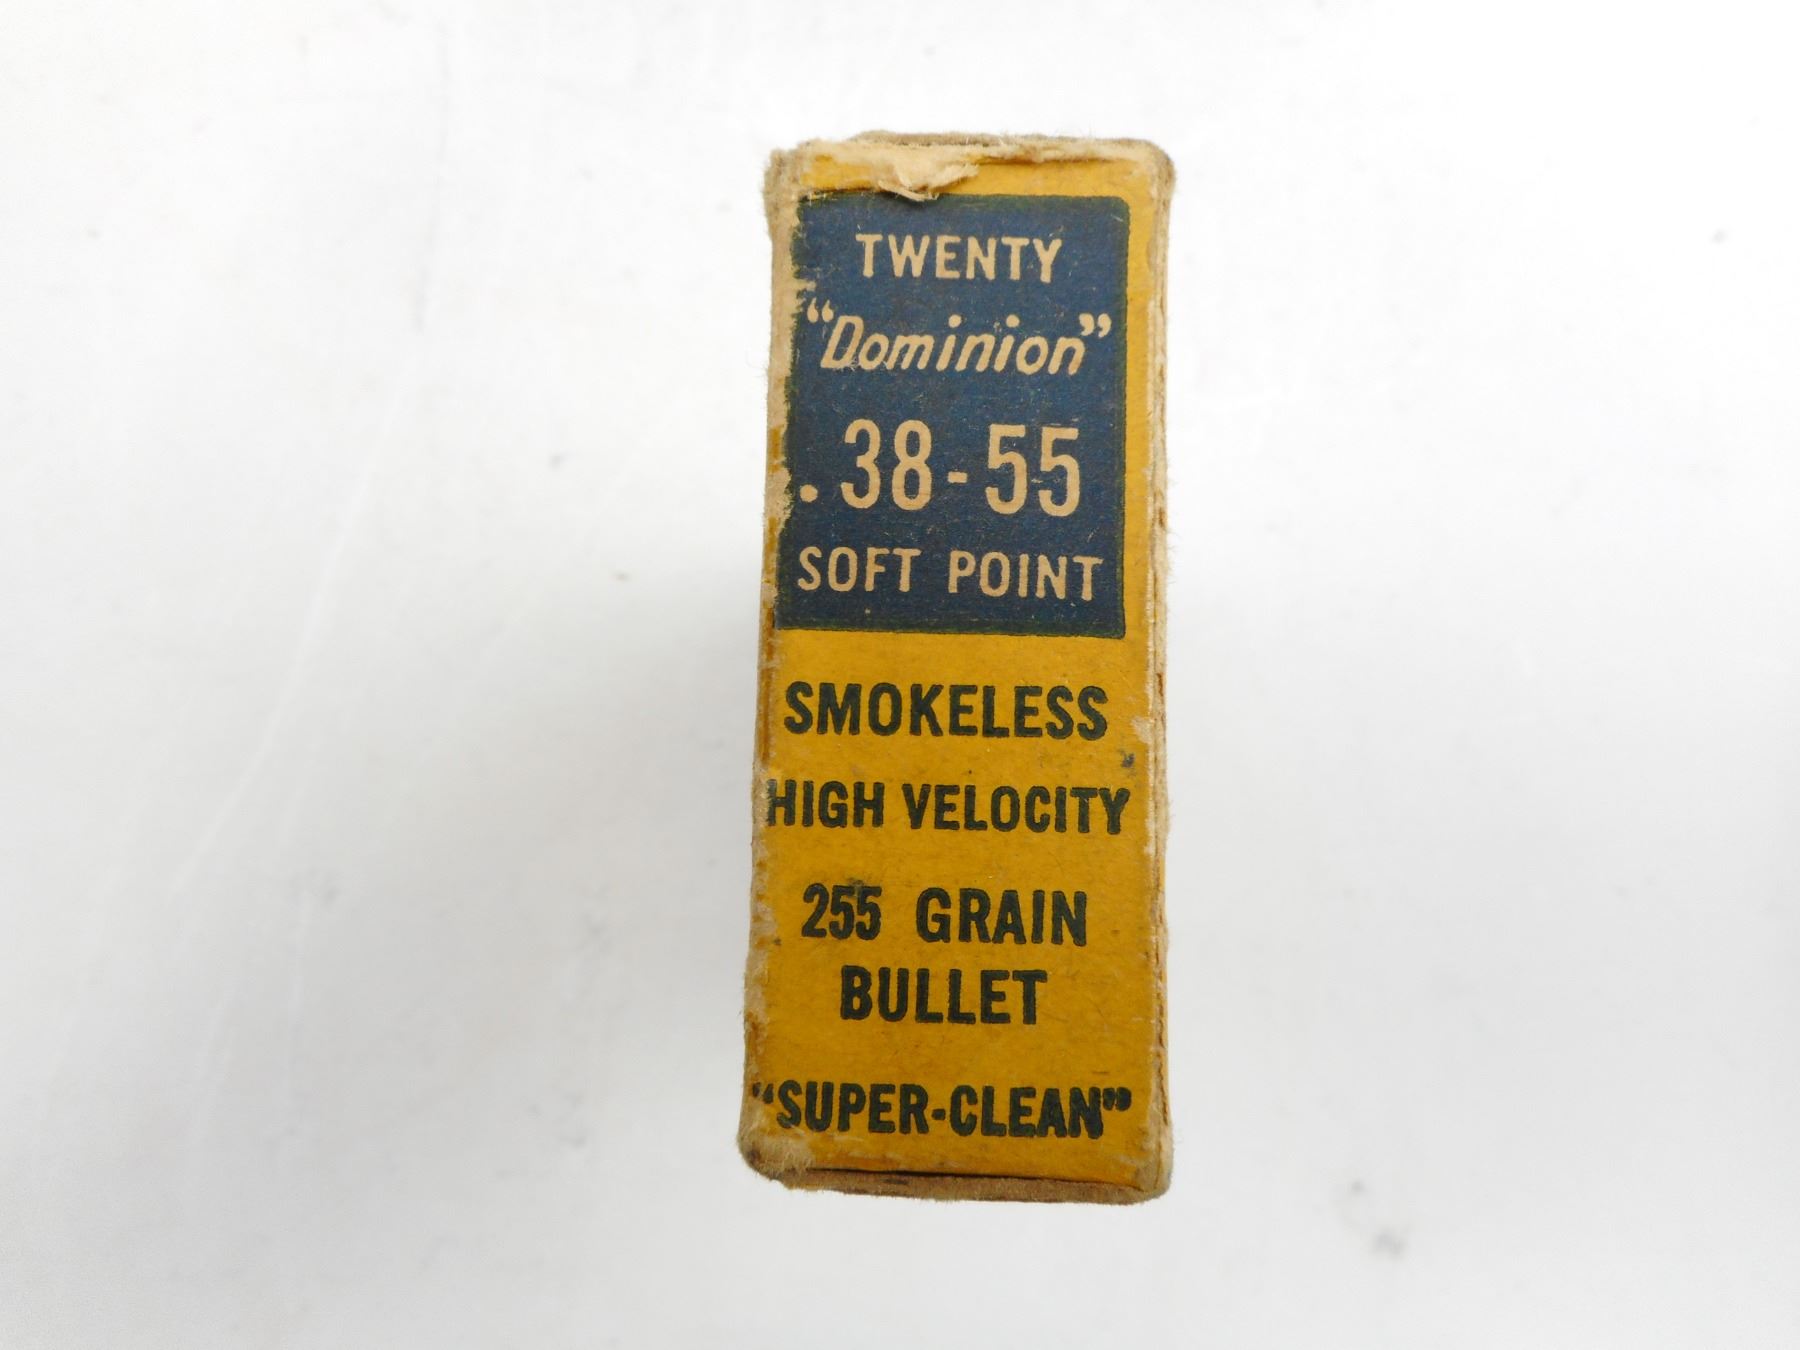 TWENTY
“Dominion”
.38-55
SOFT POINT
SMOKELESS
HIGH VELOCITY
255 GRAIN
BULLET
“SUPER-CLEAN”